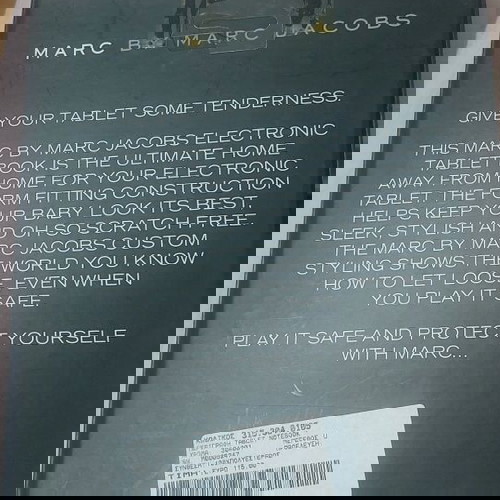 MARC BY MARC JACOBS
GIVE YOUR TABLET SOME TENDERNESS.
THIS MARC BY MARC JACOBS ELECTRONIC
TABLET BOOK IS THE ULTIMATE HOME
AWAY FROM HOME FOR YOUR ELECTRONIC
TABLET. THE FORM FITTING CONSTRUCTION
HELPS KEEP YOUR BABY LOOK ITS BEST.
SLEEK, STYLISH AND OH-SO SCRATCH-FREE.
THE MARC BY MARC JACOBS CUSTOM
STYLING SHOWS THE WORLD YOU KNOW
HOW TO LET LOOSE, EVEN WHEN
YOU PLAY IT SAFE.
PLAY IT SAFE AND PROTECT YOURSELF
WITH MARC...
TABCELET NOTEBOOK